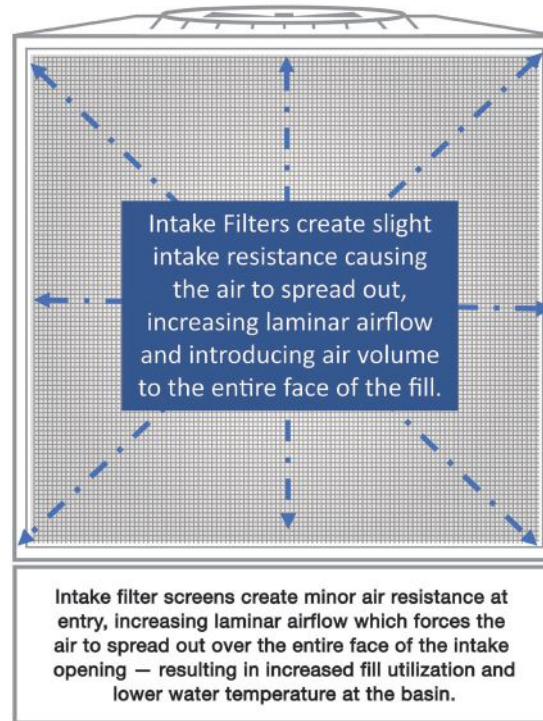 Intake Filters create slight
intake resistance causing
the air to spread out,
increasing laminar airflow
and introducing air volume
to the entire face of the fill.
Intake filter screens create minor air resistance at
entry, increasing laminar airflow which forces the
air to spread out over the entire face of the intake
opening — resulting in increased fill utilization and
lower water temperature at the basin.